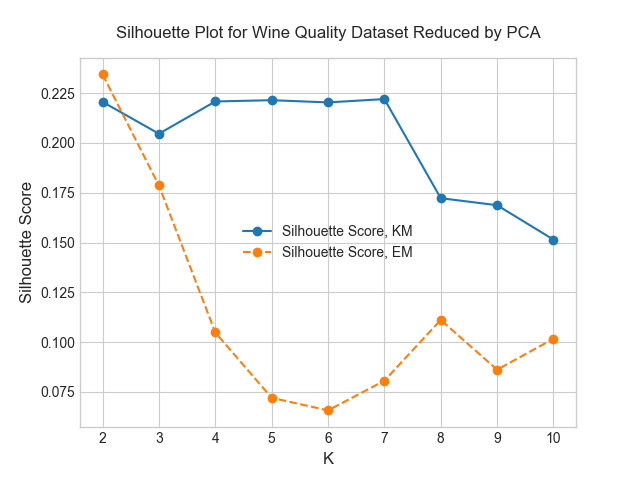 Silhouette Plot for Wine Quality Dataset Reduced by PCA
0.225
0.200
0.175
0.150
0.125
0.100
0.075
Silhouette Score
Silhouette Score, KM
Silhouette Score, EM
2 3 4 5 6 7 8 9 10
K